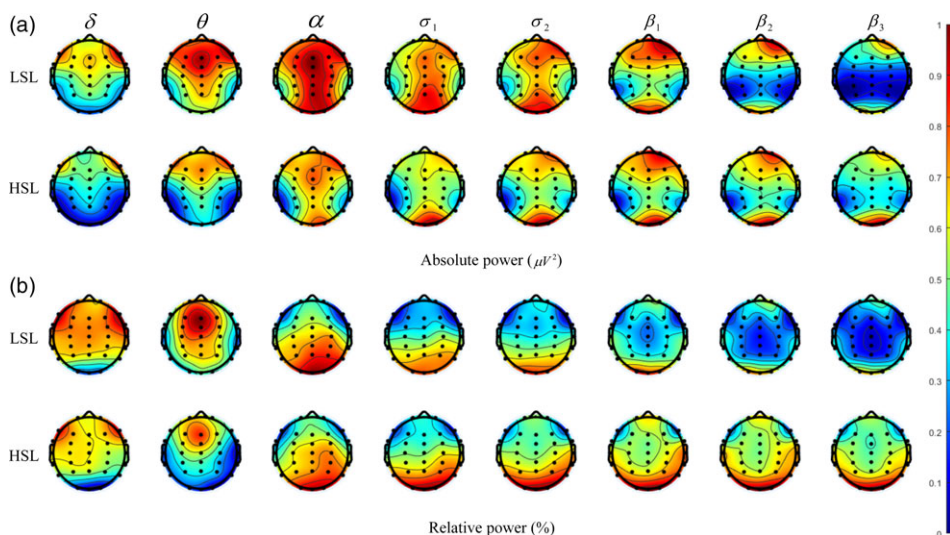 (a) δ θ α σ₁ σ₂ β₁ β₂ β₃
LSL
HSL
Absolute power (μV²)
(b)
LSL
HSL
Relative power (%)
1
0.9
0.8
0.7
0.6
0.5
0.4
0.3
0.2
0.1
0